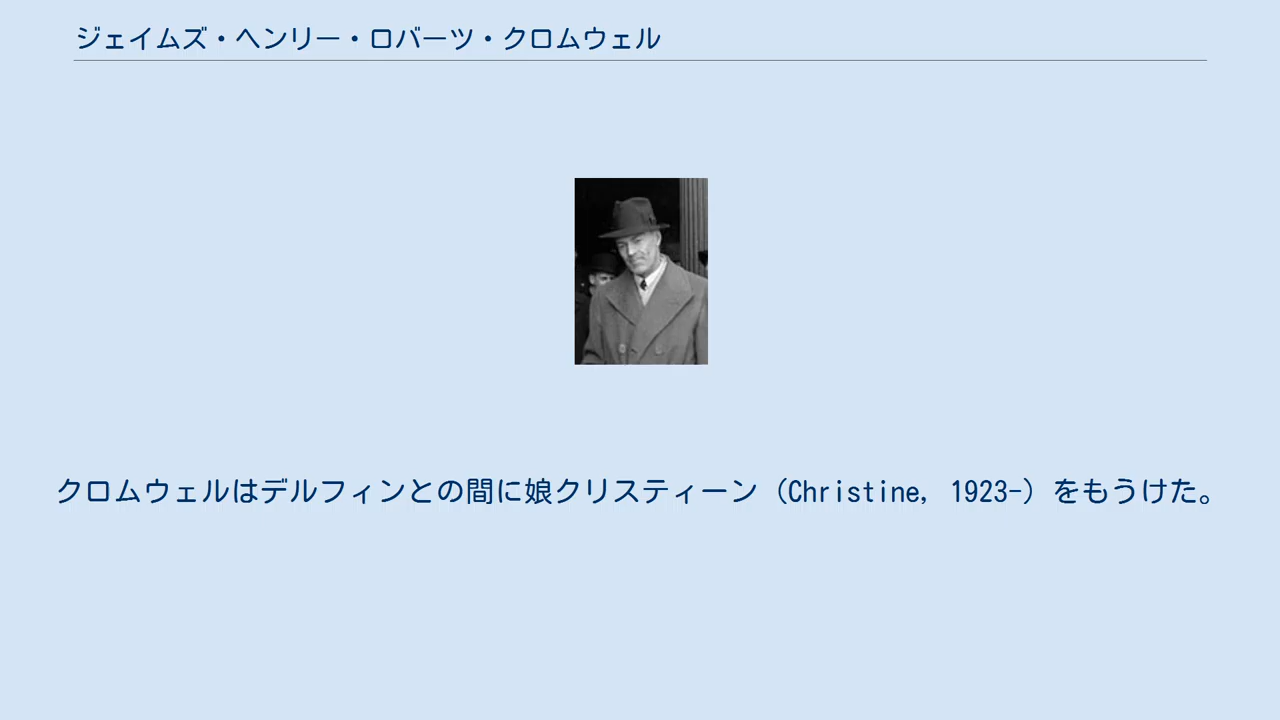 ジェイムズ・ヘンリー・ロバーツ・クロムウェル
クロムウェルはデルフィンとの間に娘クリスティーン（Christine, 1923-）をもうけた。